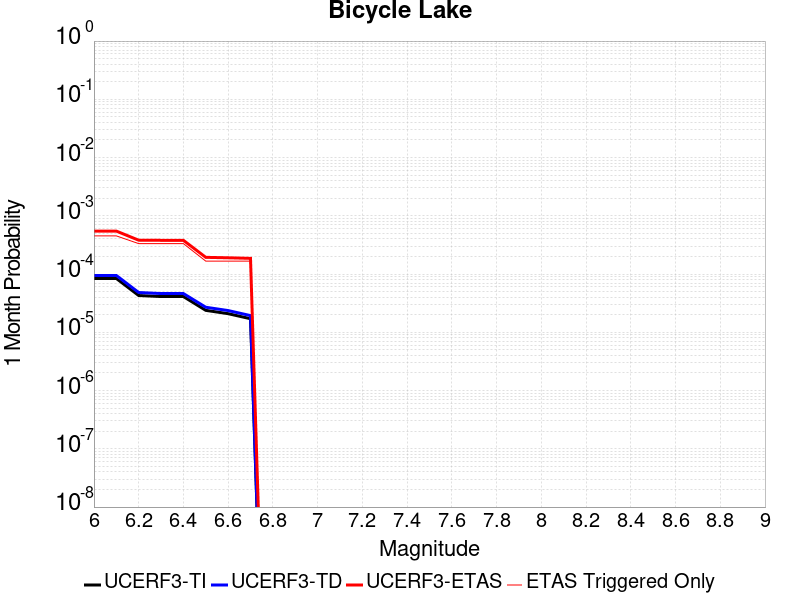 Bicycle Lake
1 Month Probability
10^0
10^-1
10^-2
10^-3
10^-4
10^-5
10^-6
10^-7
10^-8
6 6.2 6.4 6.6 6.8 7 7.2 7.4 7.6 7.8 8 8.2 8.4 8.6 8.8 9
Magnitude
UCERF3-TI UCERF3-TD UCERF3-ETAS ETAS Triggered Only